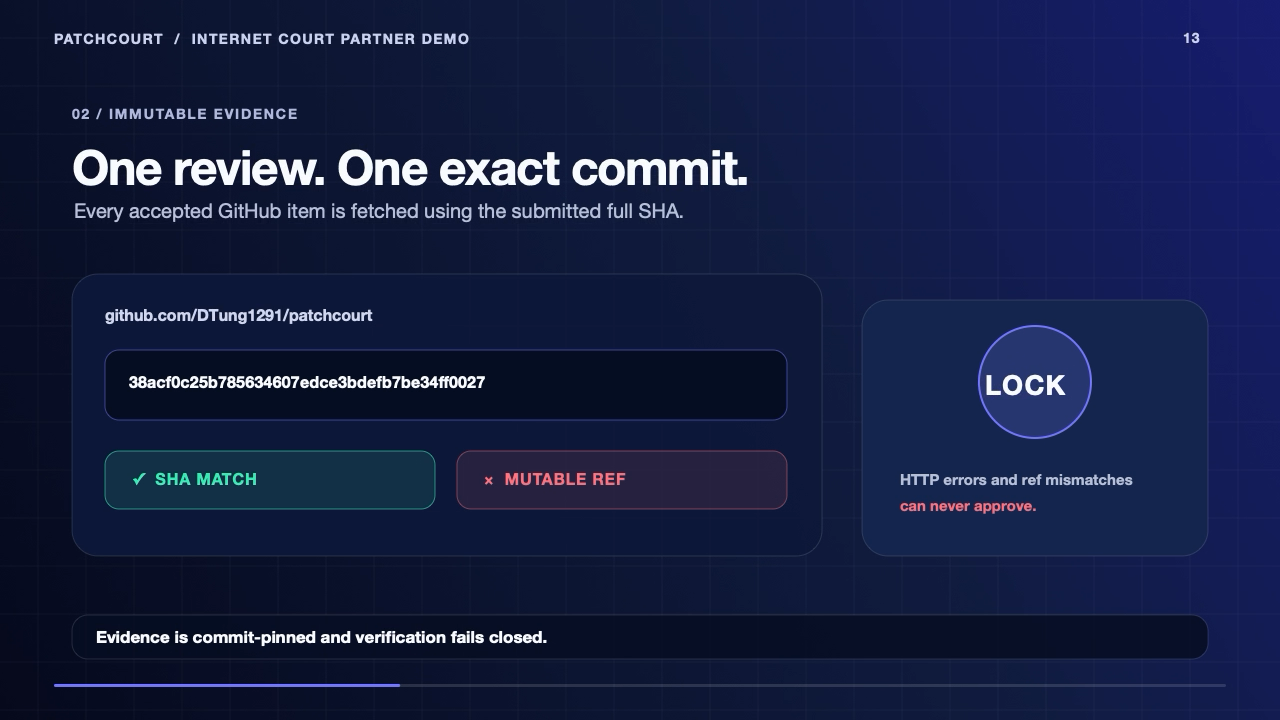 PATCHCOURT / INTERNET COURT PARTNER DEMO
13
02 / IMMUTABLE EVIDENCE
One review. One exact commit.
Every accepted GitHub item is fetched using the submitted full SHA.
github.com/DTung1291/patchcourt
38acf0c25b785634607edce3bdefb7be34ff0027
✓ SHA MATCH
× MUTABLE REF
LOCK
HTTP errors and ref mismatches
can never approve.
Evidence is commit-pinned and verification fails closed.